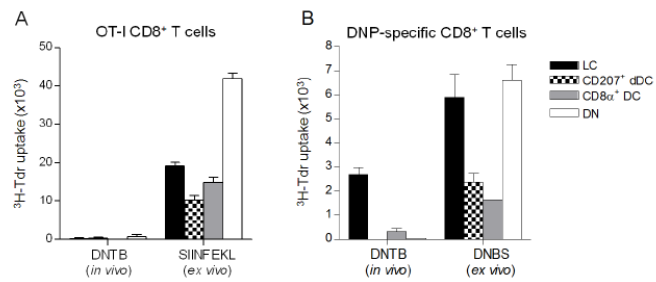 A
OT-I CD8⁺ T cells
³H-Tdr uptake (x10³)
50
40
30
20
10
0
DNTB
(in vivo)
SIINFEKL
(ex vivo)
B
DNP-specific CD8⁺ T cells
³H-Tdr uptake (x10³)
8
7
6
5
4
3
2
1
0
DNTB
(in vivo)
DNBS
(ex vivo)
LC
CD207⁺ dDC
CD8α⁺ DC
DN